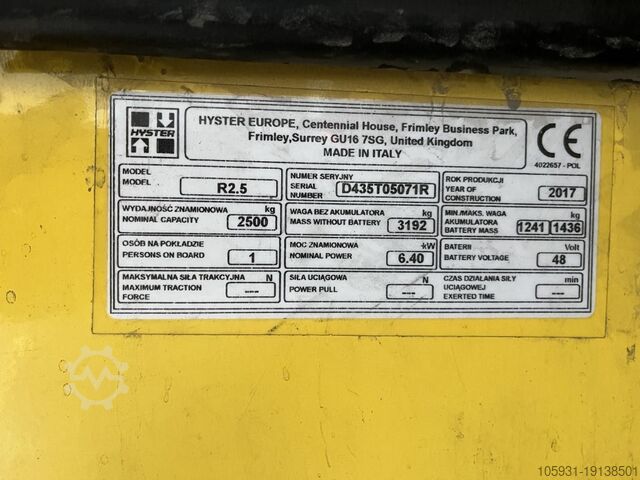 HYSTER
HYSTER EUROPE, Centennial House, Frimley Business Park,
Frimley,Surrey GU16 7SG, United Kingdom
MADE IN ITALY
CE
4022657 - POL
MODEL
MODEL R2.5
NUMER SERYJNY
SERIAL
NUMBER D435T05071R
ROK PRODUKCJI
YEAR OF
CONSTRUCTION 2017
WYDAJNOŚĆ ZNAMIONOWA kg
NOMINAL CAPACITY 2500
WAGA BEZ AKUMULATORA kg
MASS WITHOUT BATTERY 3192
MIN./MAKS. WAGA kg
AKUMULATORA
BATTERY MASS 1241 1436
OSÓB NA POKŁADZIE
PERSONS ON BOARD 1
MOC ZNAMIONOWA kW
NOMINAL POWER 6.40
BATERII Volt
BATTERY VOLTAGE 48
MAKSYMALNA SIŁA TRAKCYJNA N
MAXIMUM TRACTION
FORCE ---
SIŁA UCIĄGOWA N
POWER PULL ---
CZAS DZIAŁANIA SIŁY min
UCIĄGOWEJ
EXERTED TIME ---
105931-19138501